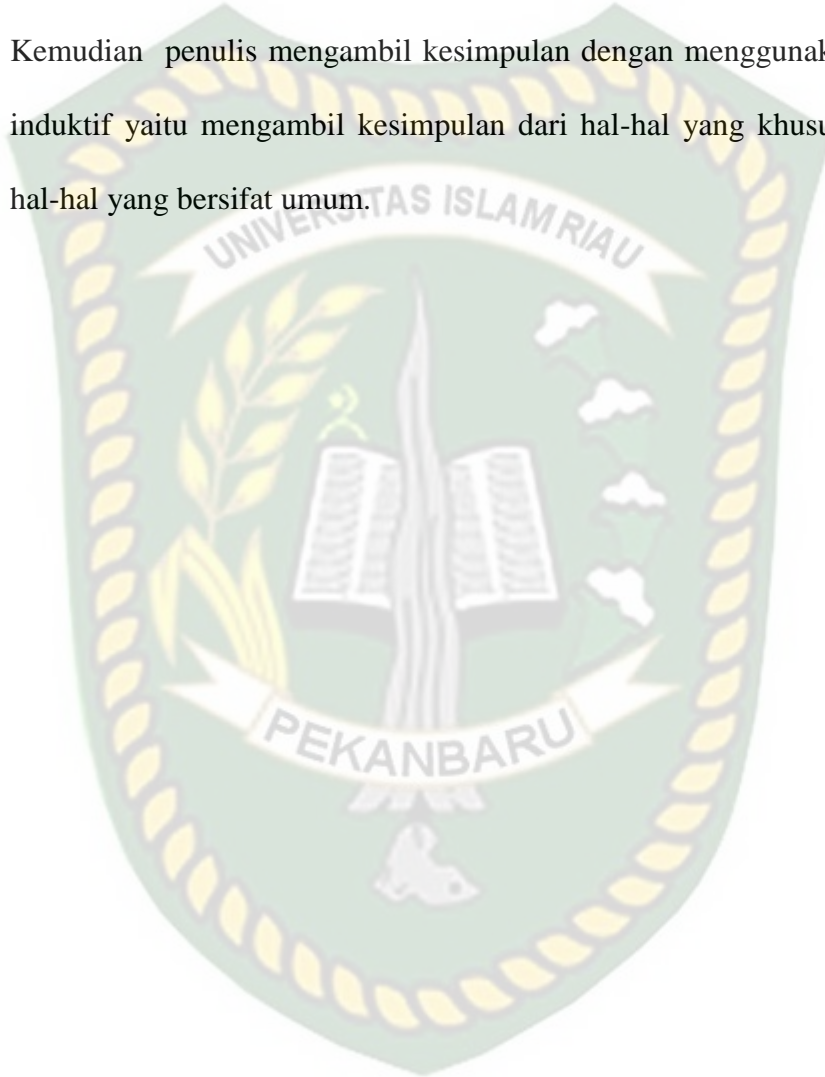 Kemudian penulis mengambil kesimpulan dengan menggunak
induktif yaitu mengambil kesimpulan dari hal-hal yang khusu
hal-hal yang bersifat umum.
UNIVERSITAS ISLAM RIAU
PEKANBARU